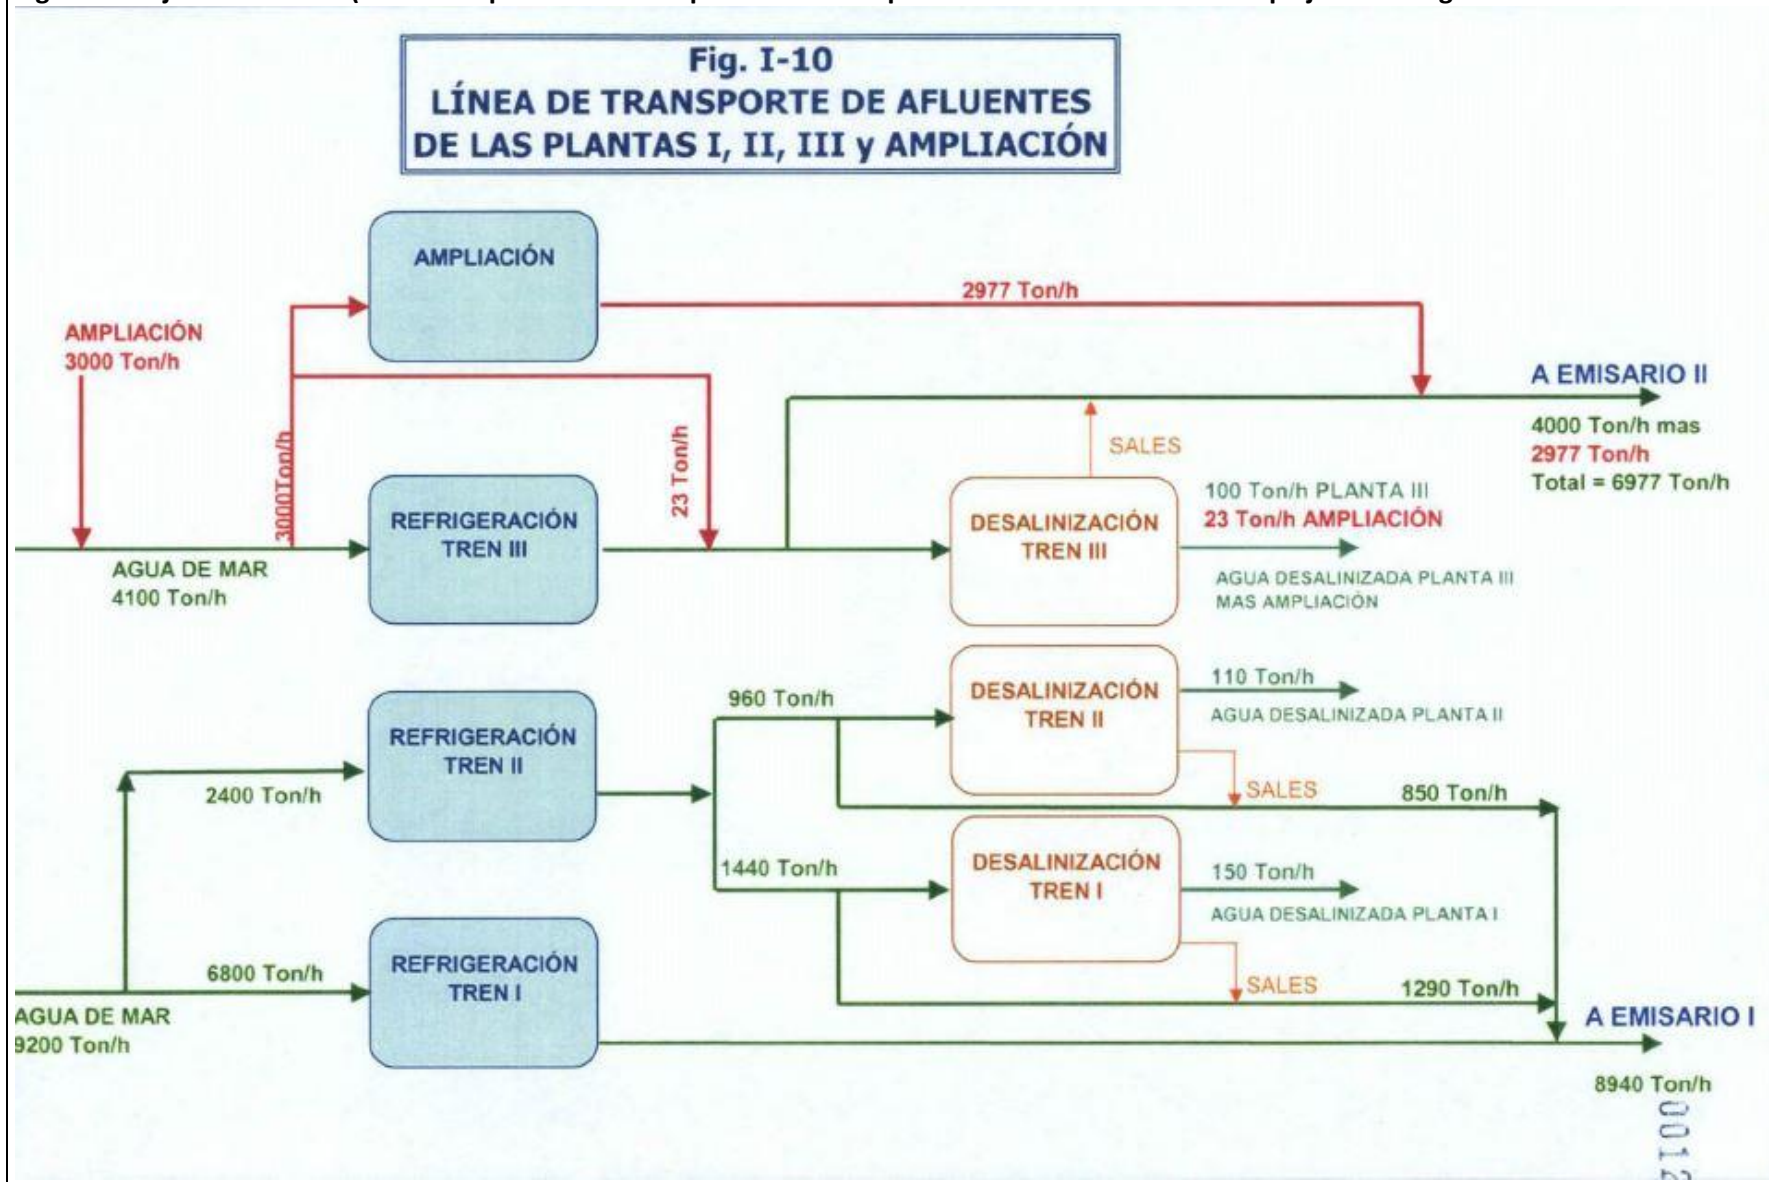 Fig. I-10
LÍNEA DE TRANSPORTE DE AFLUENTES
DE LAS PLANTAS I, II, III y AMPLIACIÓN
AMPLIACIÓN
2977 Ton/h
AMPLIACIÓN
3000 Ton/h
A EMISARIO II
4000 Ton/h mas
2977 Ton/h
Total = 6977 Ton/h
3000Ton/h
23 Ton/h
SALES
REFRIGERACIÓN
TREN III
DESALINIZACIÓN
TREN III
100 Ton/h PLANTA III
23 Ton/h AMPLIACIÓN
AGUA DE MAR
4100 Ton/h
AGUA DESALINIZADA PLANTA III
MAS AMPLIACIÓN
REFRIGERACIÓN
TREN II
960 Ton/h
DESALINIZACIÓN
TREN II
110 Ton/h
AGUA DESALINIZADA PLANTA II
2400 Ton/h
SALES
850 Ton/h
1440 Ton/h
DESALINIZACIÓN
TREN I
150 Ton/h
AGUA DESALINIZADA PLANTA I
REFRIGERACIÓN
TREN I
6800 Ton/h
SALES
1290 Ton/h
AGUA DE MAR
9200 Ton/h
A EMISARIO I
8940 Ton/h
0012